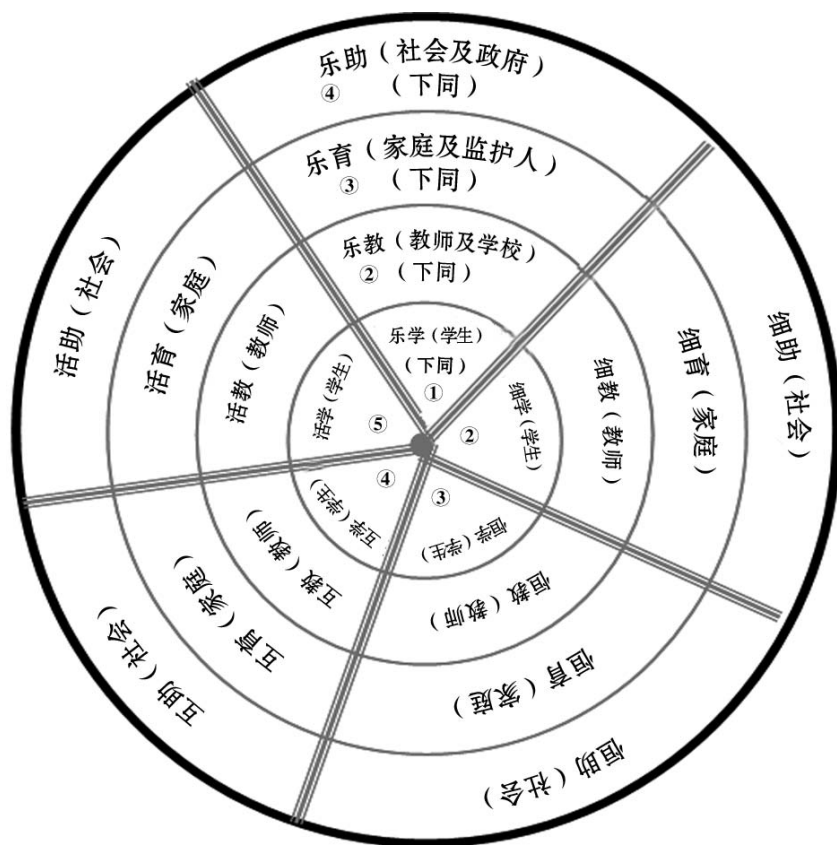 乐助（社会及政府）
④ （下同）
乐育（家庭及监护人）
③ （下同）
乐教（教师及学校）
② （下同）
乐学（学生）
（下同）
①
细学（学生）
②
细教（教师）
细育（家庭）
细助（社会）
③
恒学（学生）
恒教（教师）
恒育（家庭）
恒助（社会）
④
互学（学生）
互教（教师）
互育（家庭）
互助（社会）
⑤
活学（学生）
活教（教师）
活育（家庭）
活助（社会）